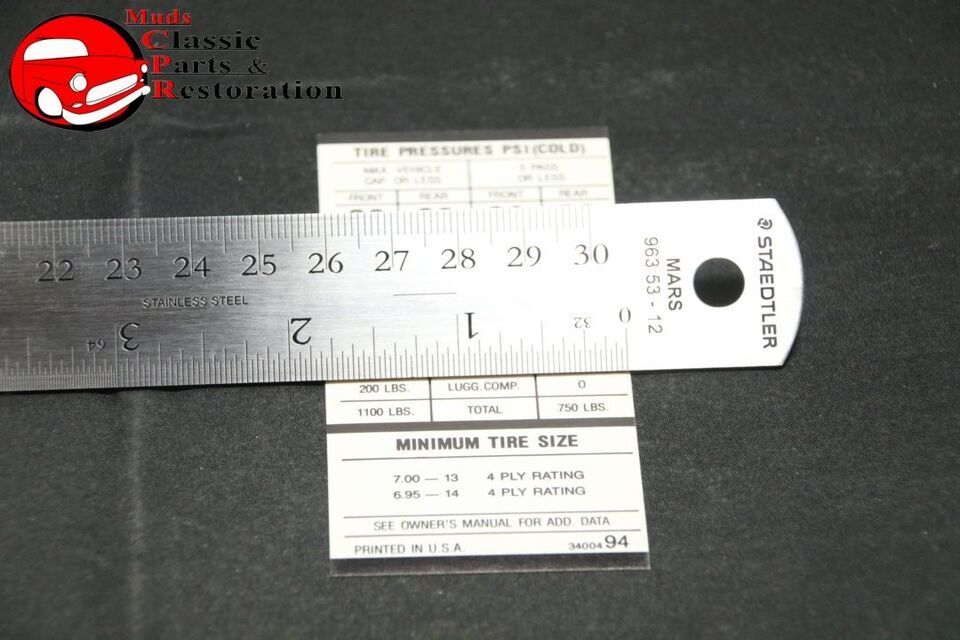 Muds
Classic
Parts &
Restoration
TIRE PRESSURES PSI (COLD)
MAX. VEHICLE
CAP. OR LESS
5 PASS
OR LESS
FRONT REAR FRONT REAR
22 23 24 25 26 27 28 29 30
STAINLESS STEEL
64 3 2 1 32 0
MARS
963 53-12
STAEDTLER
200 LBS. LUGG. COMP. 0
1100 LBS. TOTAL 750 LBS.
MINIMUM TIRE SIZE
7.00 — 13 4 PLY RATING
6.95 — 14 4 PLY RATING
SEE OWNER'S MANUAL FOR ADD. DATA
PRINTED IN U.S.A. 3400494